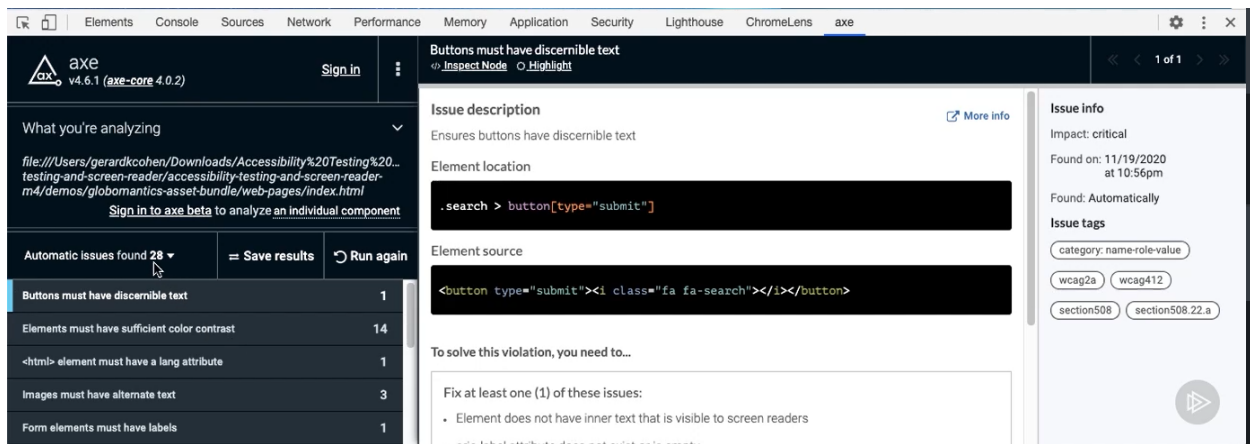 Elements Console Sources Network Performance Memory Application Security Lighthouse ChromeLens axe
axe
v4.6.1 (axe-core 4.0.2)
Sign in
What you're analyzing
file:///Users/gerardkcohen/Downloads/Accessibility%20Testing%20...
testing-and-screen-reader/accessibility-testing-and-screen-reader-
m4/demos/globomantics-asset-bundle/web-pages/index.html
Sign in to axe beta to analyze an individual component
Automatic issues found 28
Save results
Run again
Buttons must have discernible text 1
Elements must have sufficient color contrast 14
<html> element must have a lang attribute 1
Images must have alternate text 3
Form elements must have labels 1
Buttons must have discernible text
</> Inspect Node Highlight
1 of 1
Issue description
More info
Ensures buttons have discernible text
Element location
.search > button[type="submit"]
Element source
<button type="submit"><i class="fa fa-search"></i></button>
To solve this violation, you need to...
Fix at least one (1) of these issues:
• Element does not have inner text that is visible to screen readers
Issue info
Impact: critical
Found on: 11/19/2020
at 10:56pm
Found: Automatically
Issue tags
category: name-role-value
wcag2a wcag412
section508 section508.22.a